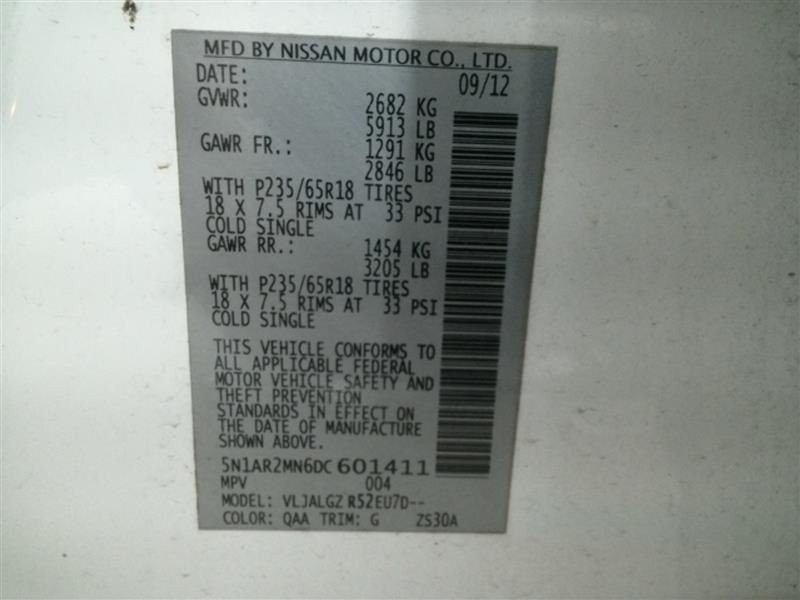 MFD BY NISSAN MOTOR CO., LTD.
DATE: 09/12
GVWR: 2682 KG
5913 LB
GAWR FR.: 1291 KG
2846 LB
WITH P235/65R18 TIRES
18 X 7.5 RIMS AT 33 PSI
COLD SINGLE
GAWR RR.: 1454 KG
3205 LB
WITH P235/65R18 TIRES
18 X 7.5 RIMS AT 33 PSI
COLD SINGLE
THIS VEHICLE CONFORMS TO
ALL APPLICABLE FEDERAL
MOTOR VEHICLE SAFETY AND
THEFT PREVENTION
STANDARDS IN EFFECT ON
THE DATE OF MANUFACTURE
SHOWN ABOVE.
5N1AR2MN6DC 601411
MPV 004
MODEL: VLJALGZ R52EU7D--
COLOR: QAA TRIM: G ZS30A